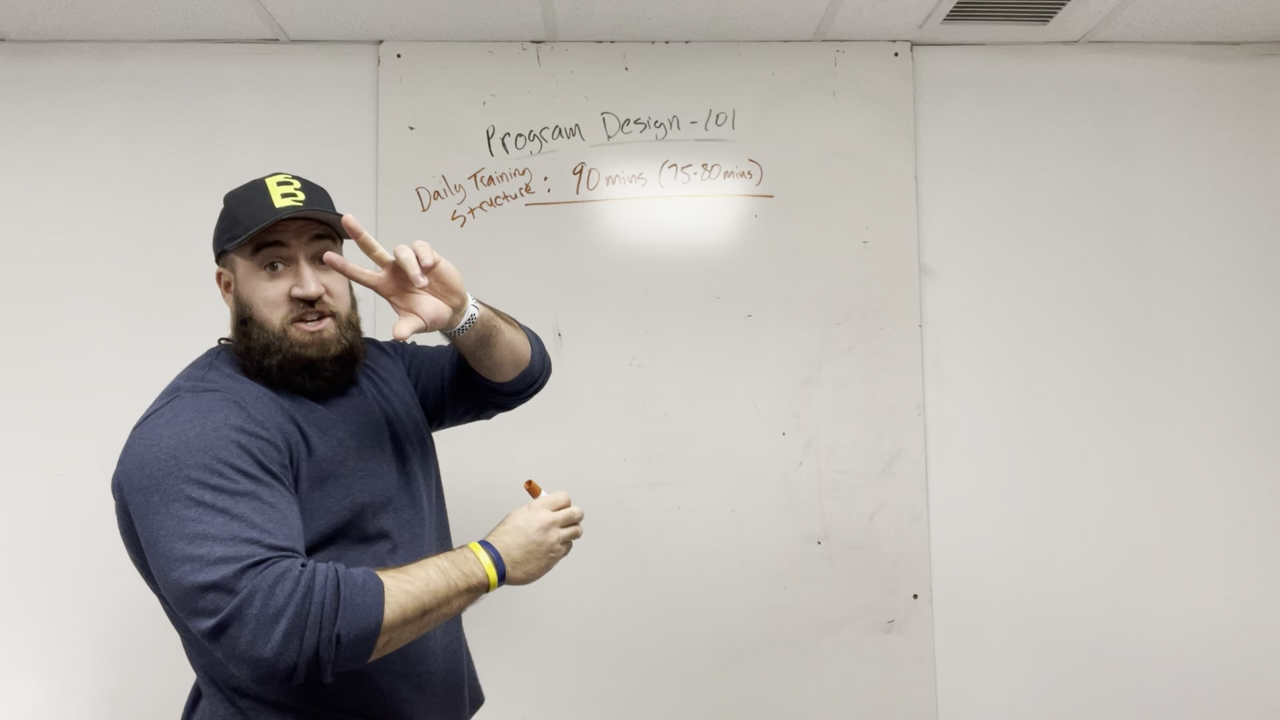 Program Design - 101
Daily Training Structure: 90 mins (75-80 mins)
B